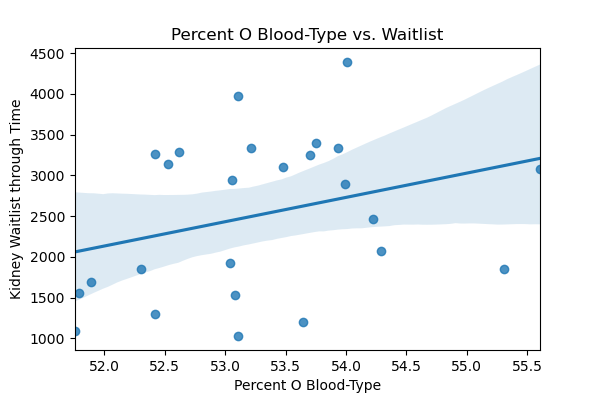 Percent O Blood-Type vs. Waitlist
Kidney Waitlist through Time
4500
4000
3500
3000
2500
2000
1500
1000
52.0 52.5 53.0 53.5 54.0 54.5 55.0 55.5
Percent O Blood-Type